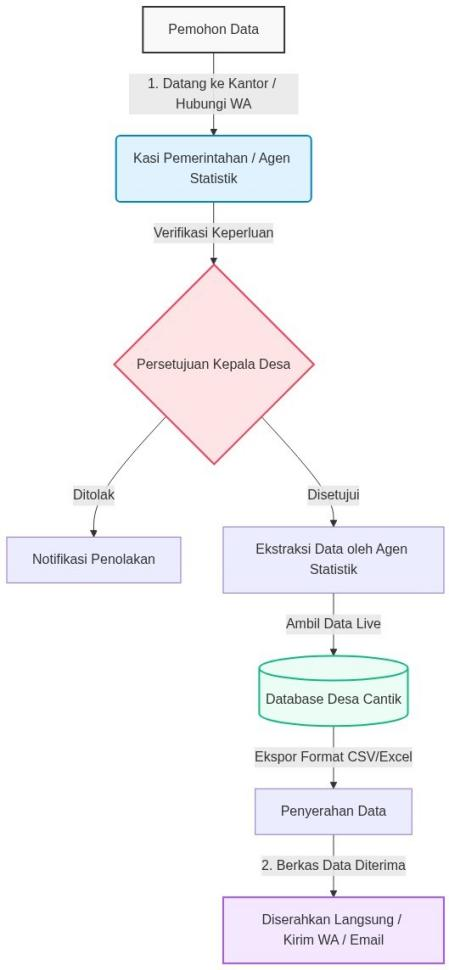 Pemohon Data
1. Datang ke Kantor /
Hubungi WA
Kasi Pemerintahan / Agen
Statistik
Verifikasi Keperluan
Persetujuan Kepala Desa
Ditolak
Disetujui
Notifikasi Penolakan
Ekstraksi Data oleh Agen
Statistik
Ambil Data Live
Database Desa Cantik
Ekspor Format CSV/Excel
Penyerahan Data
2. Berkas Data Diterima
Diserahkan Langsung /
Kirim WA / Email